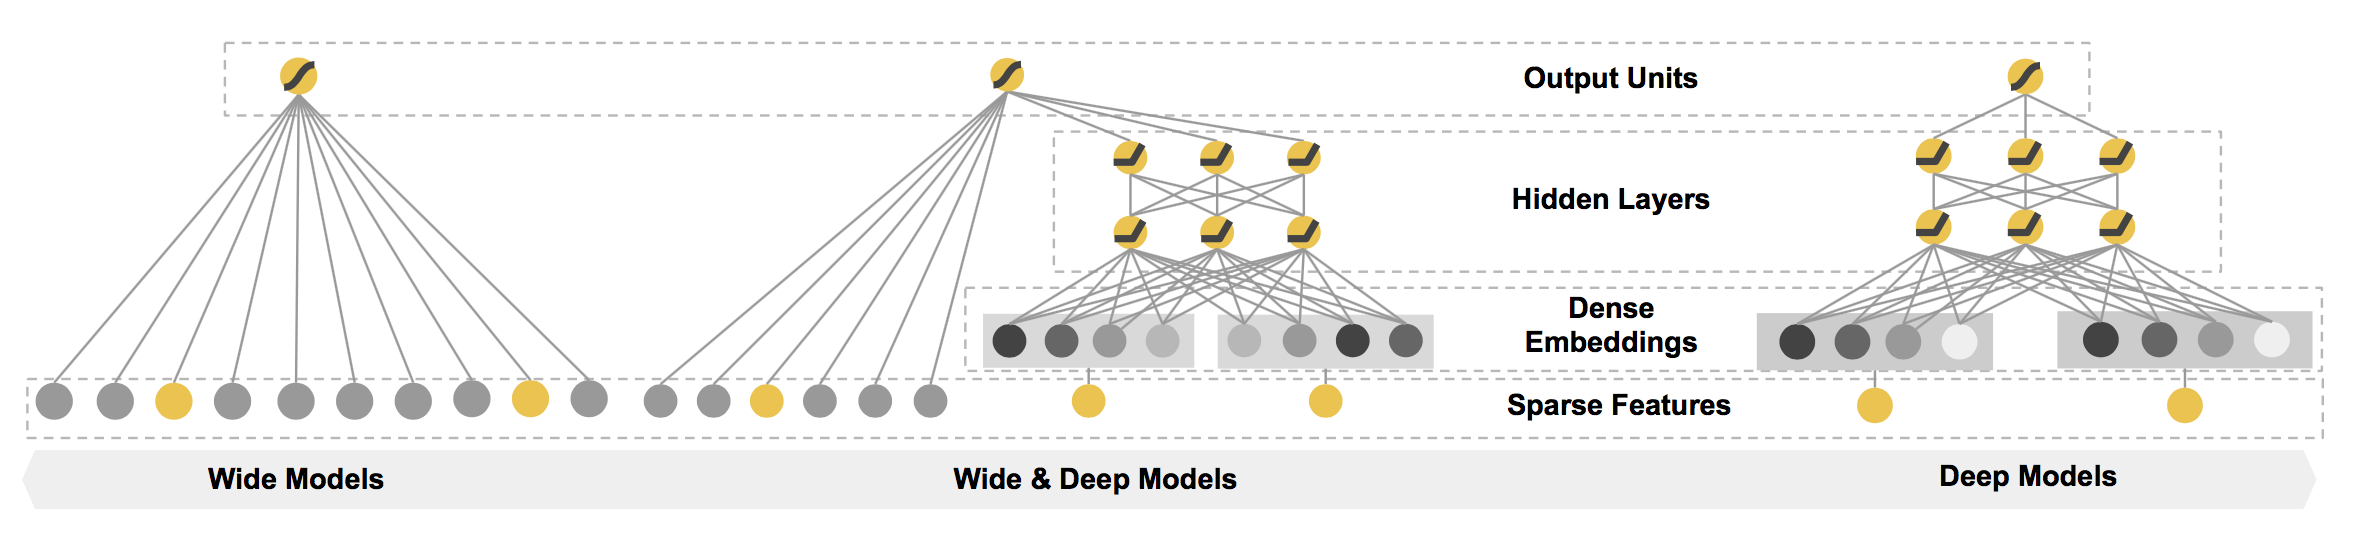 Output Units
Hidden Layers
Dense
Embeddings
Sparse Features
Wide Models
Wide & Deep Models
Deep Models